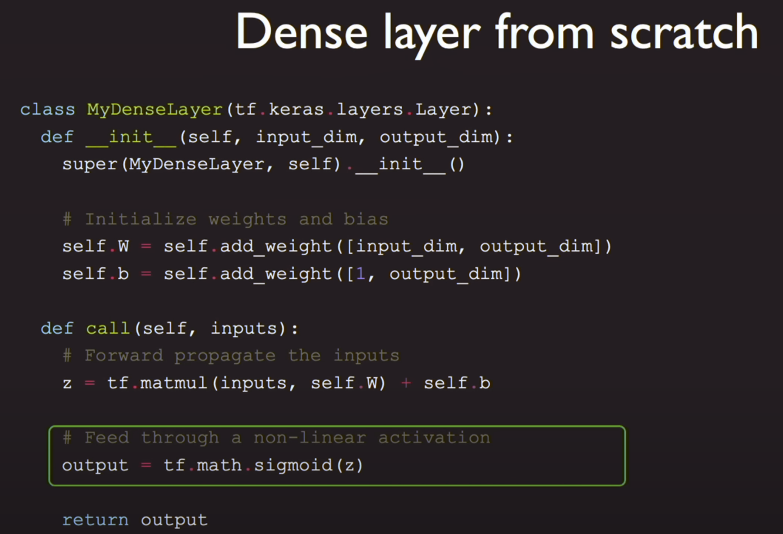 Dense layer from scratch
class MyDenseLayer(tf.keras.layers.Layer):
  def __init__(self, input_dim, output_dim):
    super(MyDenseLayer, self).__init__()
    # Initialize weights and bias
    self.W = self.add_weight([input_dim, output_dim])
    self.b = self.add_weight([1, output_dim])
  def call(self, inputs):
    # Forward propagate the inputs
    z = tf.matmul(inputs, self.W) + self.b
    # Feed through a non-linear activation
    output = tf.math.sigmoid(z)
    return output